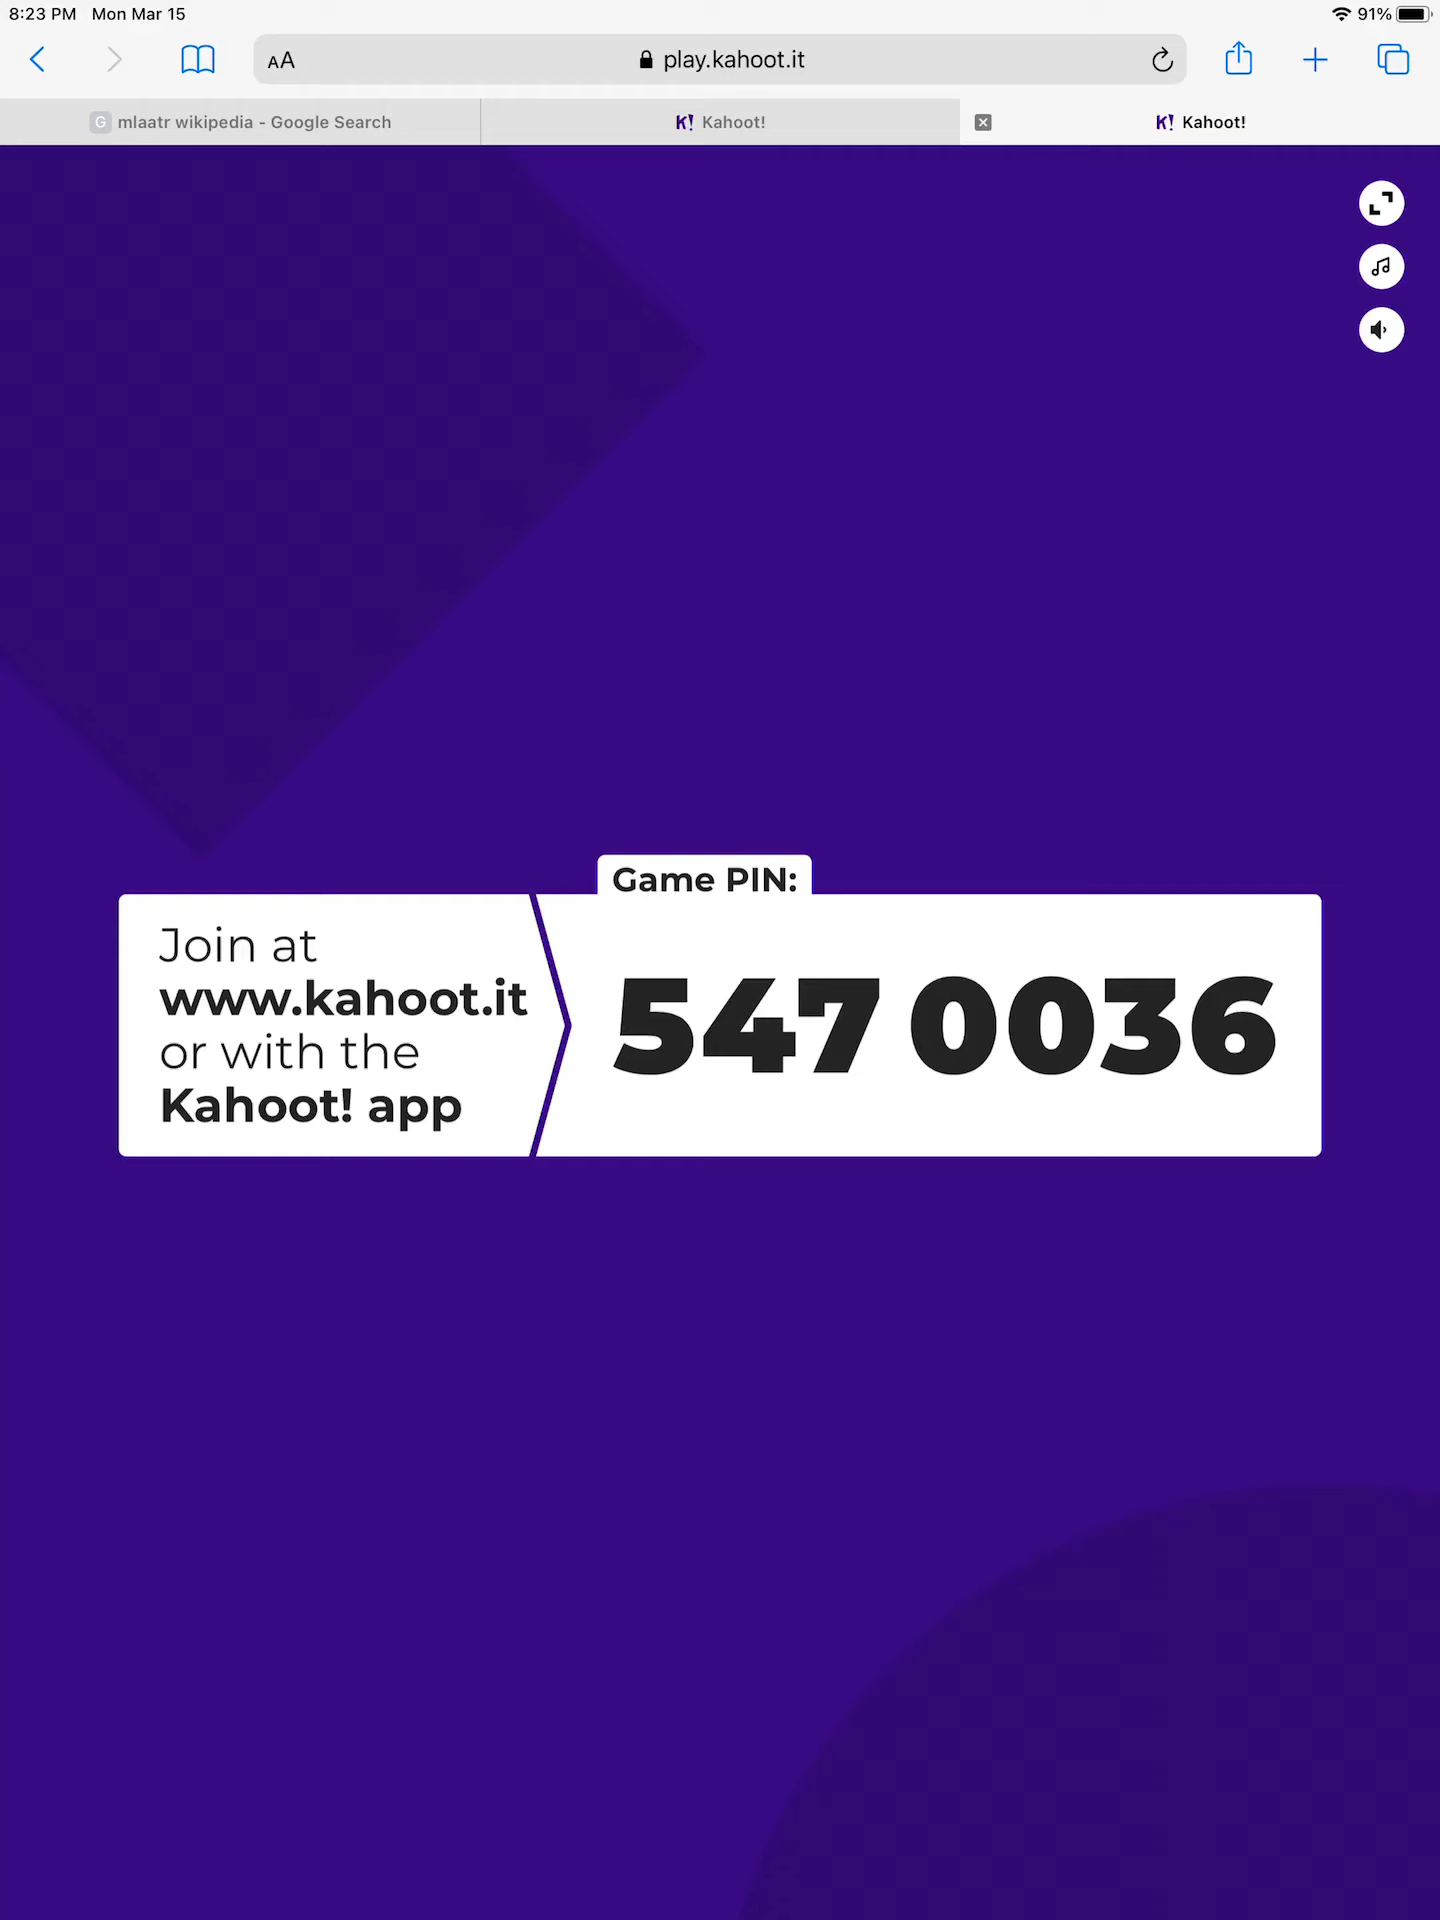 8:23 PM Mon Mar 15 91%
AA play.kahoot.it
G mlaatr wikipedia - Google Search K! Kahoot! K! Kahoot!
Game PIN:
Join at
www.kahoot.it
or with the
Kahoot! app
547 0036